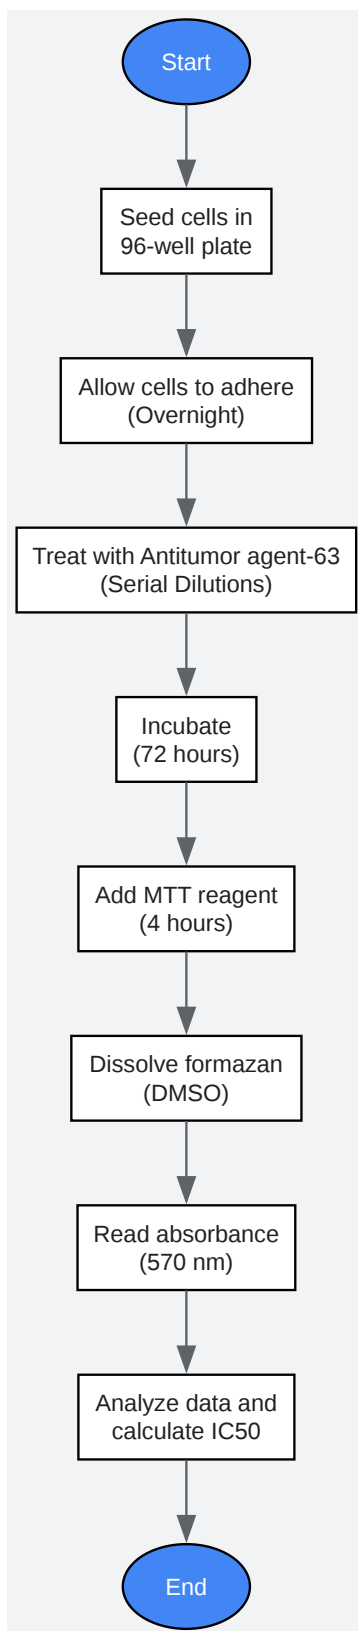 Start
Seed cells in
96-well plate
Allow cells to adhere
(Overnight)
Treat with Antitumor agent-63
(Serial Dilutions)
Incubate
(72 hours)
Add MTT reagent
(4 hours)
Dissolve formazan
(DMSO)
Read absorbance
(570 nm)
Analyze data and
calculate IC50
End